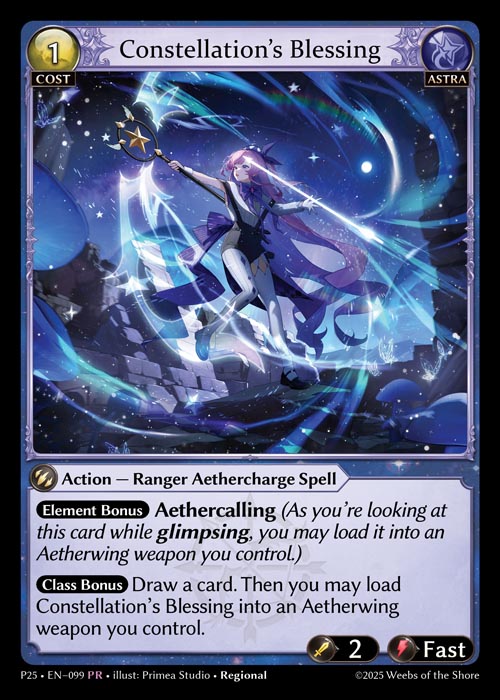 1
Constellation's Blessing
COST
ASTRA
Action — Ranger Aethercharge Spell
Element Bonus Aethercalling (As you're looking at
this card while glimpsing, you may load it into an
Aetherwing weapon you control.)
Class Bonus Draw a card. Then you may load
Constellation's Blessing into an Aetherwing
weapon you control.
2
Fast
P25 • EN–099 PR • illust: Primea Studio • Regional
©2025 Weebs of the Shore